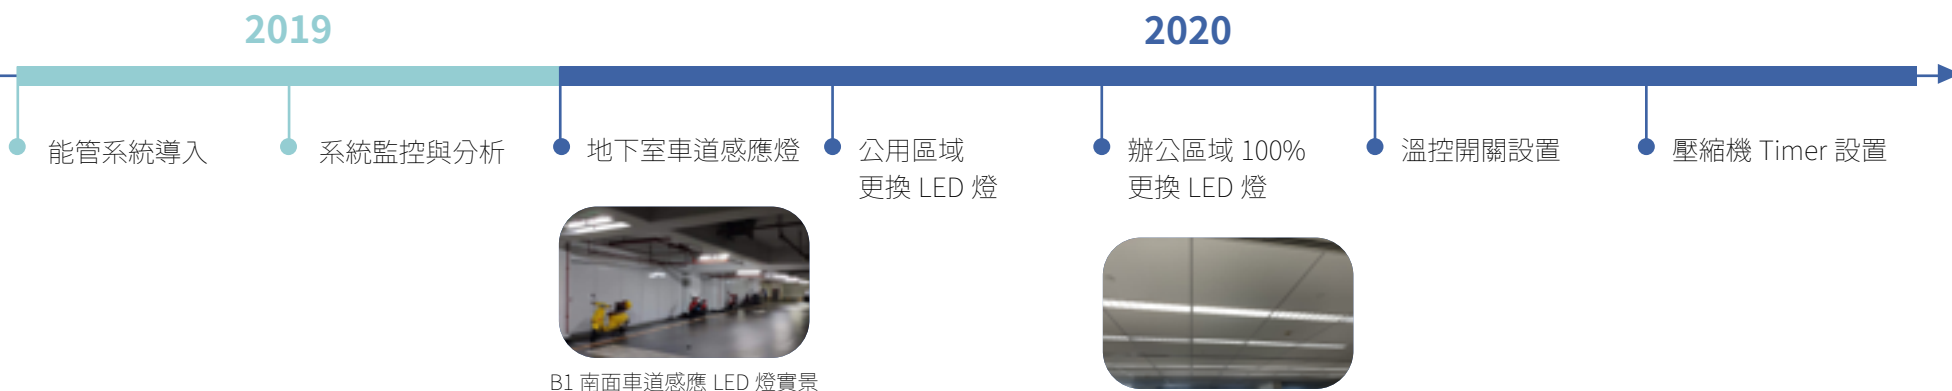 2019
2020
能管系統導入
系統監控與分析
地下室車道感應燈
公用區域
更換 LED 燈
辦公區域 100%
更換 LED 燈
溫控開關設置
壓縮機 Timer 設置
B1 南面車道感應 LED 燈實景